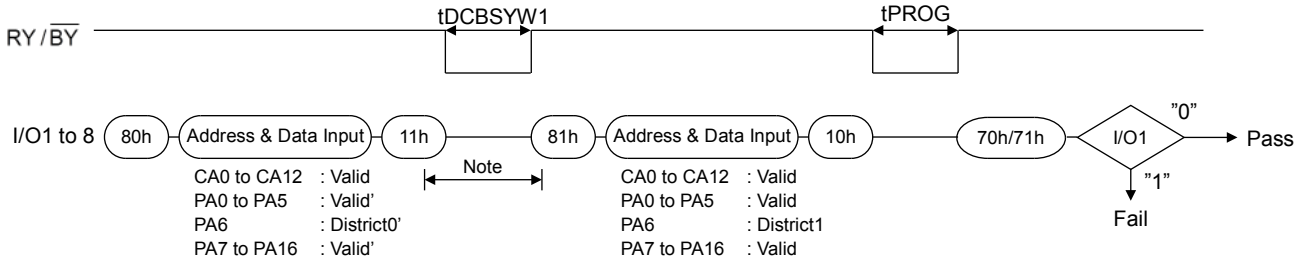 tDCBSYW1 tPROG
RY / BY
I/O1 to 8 80h Address & Data Input 11h 81h Address & Data Input 10h 70h/71h I/O1 ”0” Pass
Note ”1”
Fail
CA0 to CA12 : Valid
PA0 to PA5 : Valid’
PA6 : District0’
PA7 to PA16 : Valid’
CA0 to CA12 : Valid
PA0 to PA5 : Valid
PA6 : District1
PA7 to PA16 : Valid